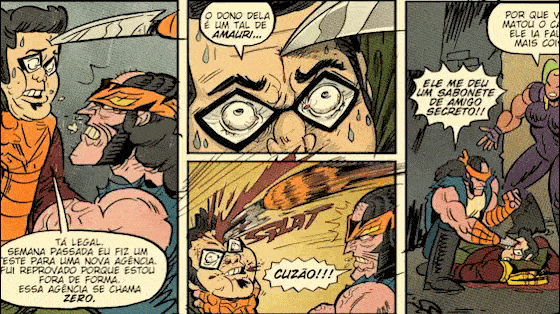 TÁ LEGAL.
SEMANA PASSADA EU FIZ UM
TESTE PARA UMA NOVA AGÊNCIA.
FUI REPROVADO PORQUE ESTOU
FORA DE FORMA.
ESSA AGÊNCIA SE CHAMA
ZERO.
O DONO DELA
É UM TAL DE
AMAURI...
SPLAT
CUZÃO!!!
POR QUE
MATOU O
ELE IA
MAIS
ELE ME DEU
UM SABONETE
DE AMIGO
SECRETO!!